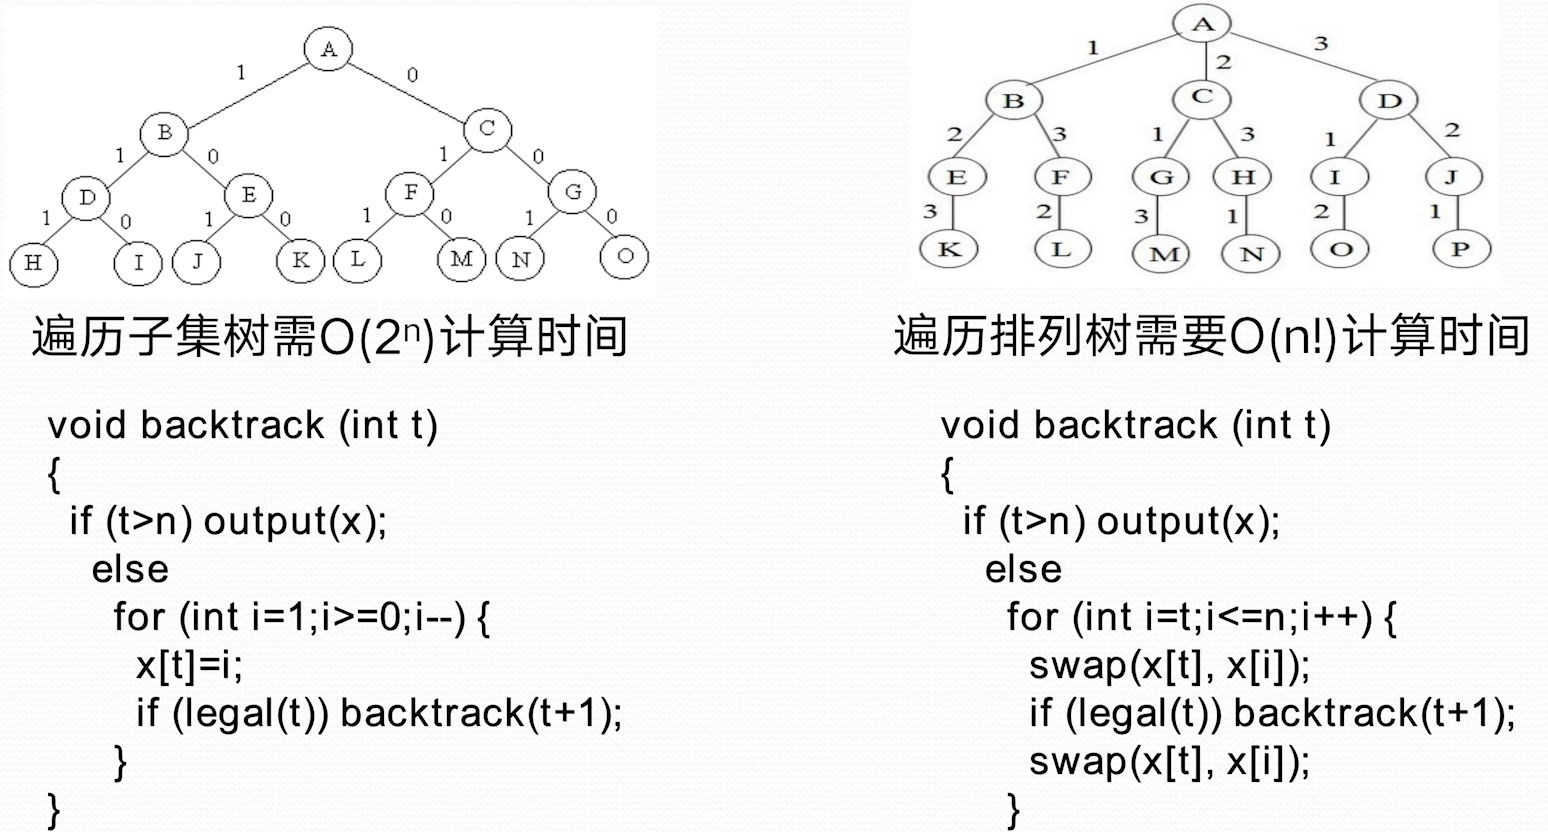 A
1 0
B C
1 0 1 0
D E F G
1 0 1 0 1 0 1 0
H I J K L M N O
遍历子集树需O(2ⁿ)计算时间
void backtrack (int t)
{
if (t>n) output(x);
else
for (int i=1;i>=0;i--) {
x[t]=i;
if (legal(t)) backtrack(t+1);
}
}
A
1 2 3
B C D
2 3 1 3 1 2
E F G H I J
3 2 3 1 2 1
K L M N O P
遍历排列树需要O(n!)计算时间
void backtrack (int t)
{
if (t>n) output(x);
else
for (int i=t;i<=n;i++) {
swap(x[t], x[i]);
if (legal(t)) backtrack(t+1);
swap(x[t], x[i]);
}